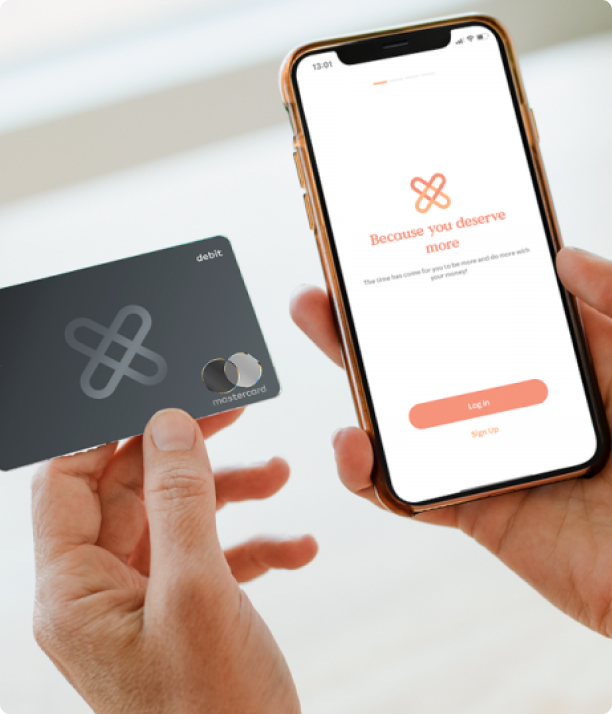 13:01
Because you deserve
more
The time has come for you to be more and do more with
your money!
Log in
Sign Up
debit
mastercard